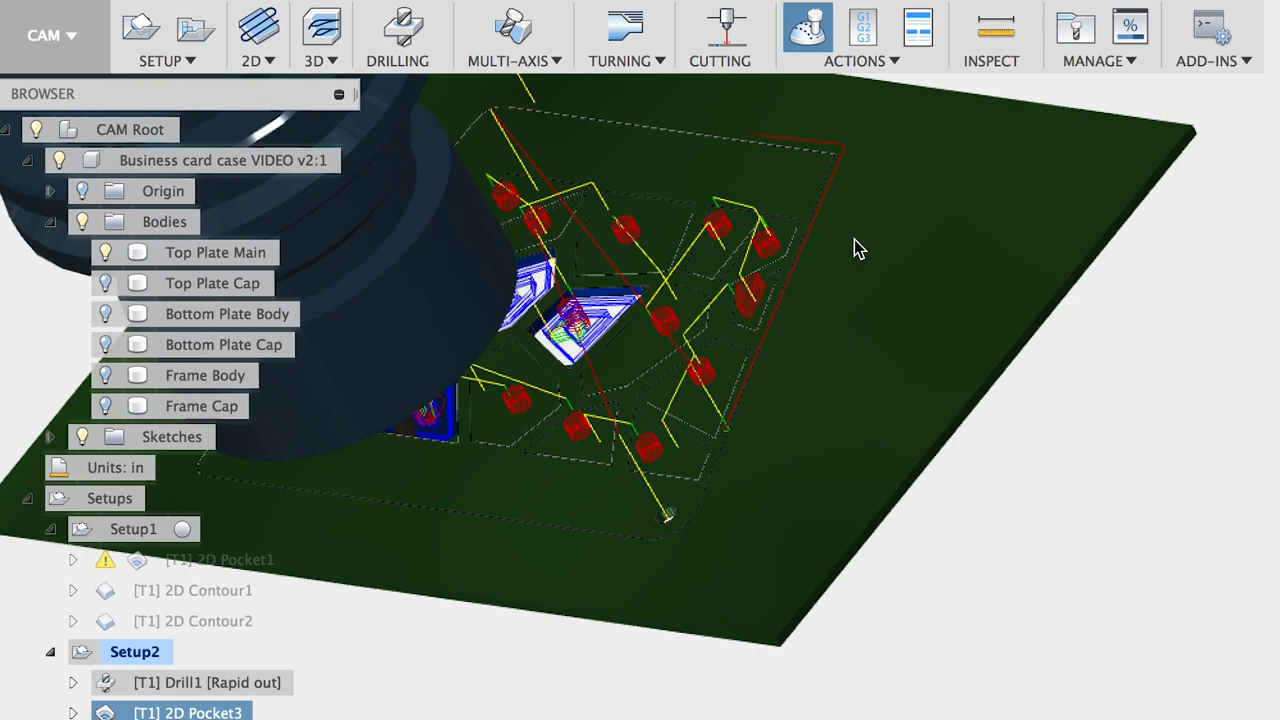 CAM
SETUP
2D
3D
DRILLING
MULTI-AXIS
TURNING
CUTTING
G1
G2
G3
ACTIONS
INSPECT
%
MANAGE
ADD-INS
BROWSER
CAM Root
Business card case VIDEO v2:1
Origin
Bodies
Top Plate Main
Top Plate Cap
Bottom Plate Body
Bottom Plate Cap
Frame Body
Frame Cap
Sketches
Units: in
Setups
Setup1
[T1] 2D Pocket1
[T1] 2D Contour1
[T1] 2D Contour2
Setup2
[T1] Drill1 [Rapid out]
[T1] 2D Pocket3